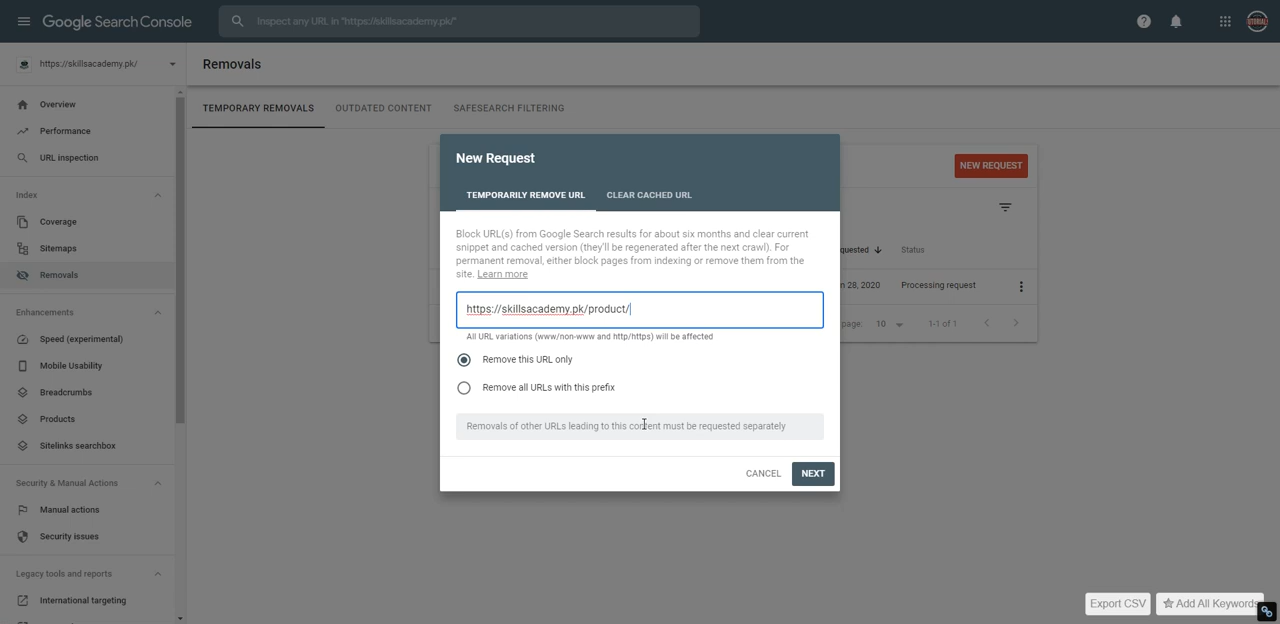 Google Search Console
Inspect any URL in "https://skillsacademy.pk/"
https://skillsacademy.pk/
Removals
Overview
Performance
URL inspection
Index
Coverage
Sitemaps
Removals
Enhancements
Speed (experimental)
Mobile Usability
Breadcrumbs
Products
Sitelinks searchbox
Security & Manual Actions
Manual actions
Security issues
Legacy tools and reports
International targeting
TEMPORARY REMOVALS
OUTDATED CONTENT
SAFESEARCH FILTERING
NEW REQUEST
Status
28, 2020
Processing request
page: 10
1-1 of 1
New Request
TEMPORARILY REMOVE URL
CLEAR CACHED URL
Block URL(s) from Google Search results for about six months and clear current
snippet and cached version (they'll be regenerated after the next crawl). For
permanent removal, either block pages from indexing or remove them from the
site. Learn more
https://skillsacademy.pk/product/
All URL variations (www/non-www and http/https) will be affected
Remove this URL only
Remove all URLs with this prefix
Removals of other URLs leading to this content must be requested separately
CANCEL
NEXT
Export CSV
Add All Keywords